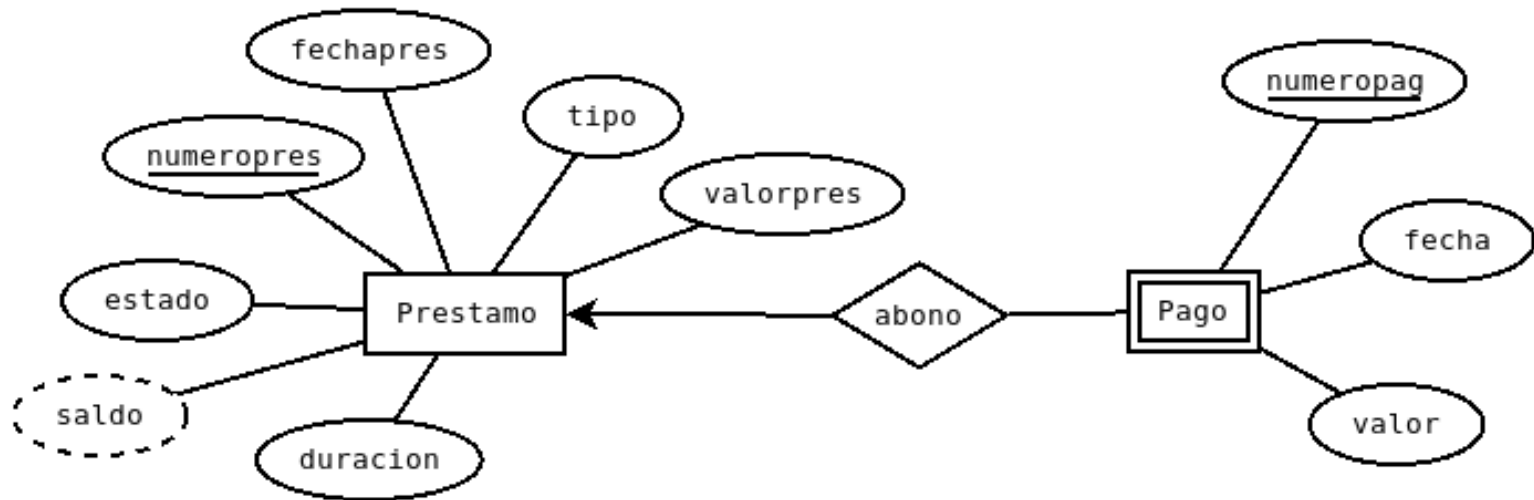 fechapres
numeropag
tipo
numeropres
valorpres
fecha
estado
Prestamo
abono
Pago
saldo
valor
duracion